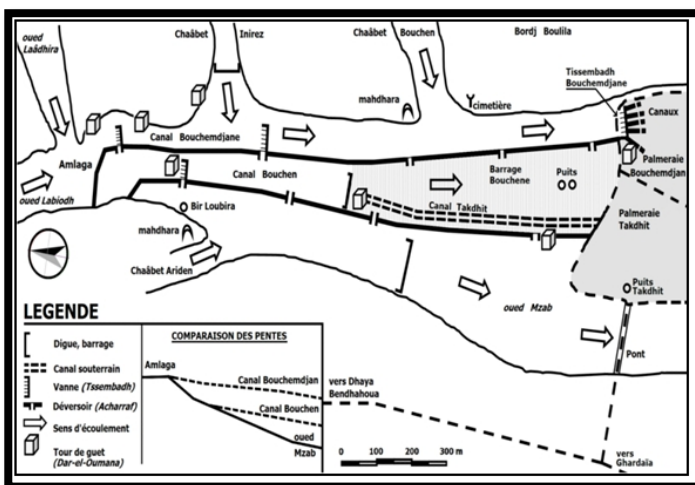 oued
Laâdhira
Chaâbet Inirez
Chaâbet Bouchen
Bordj Boulila
Tissembadh
Bouchemdjane
mahdhara
cimetière
Canaux
Canal Bouchemdjane
Amlaga
Canal Bouchen
Barrage
Bouchene
Puits
Palmeraie
Bouchemdjan
oued Labiodh
Bir Loubira
Canal Takdhit
Palmeraie
Takdhit
mahdhara
Chaâbet Ariden
oued Mzab
Puits
Takdhit
Pont
LEGENDE
Digue, barrage
Canal souterrain
Vanne (Tssembadh)
Déversoir (Acharraf)
Sens d'écoulement
Tour de guet
(Dar-el-Oumana)
COMPARAISON DES PENTES
Amlaga
Canal Bouchemdjan
Canal Bouchen
oued
Mzab
vers Dhaya
Bendhahoua
0 100 200 300 m
vers
Ghardaïa